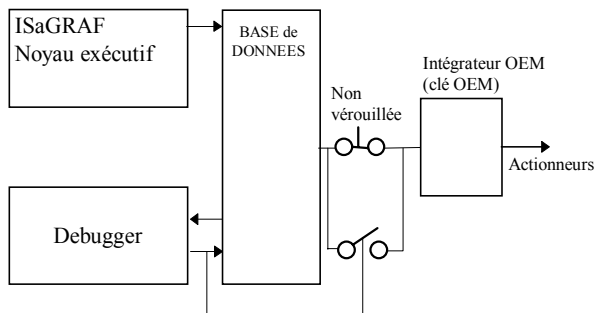 ISaGRAF
Noyau exécutif
BASE de
DONNEES
Intégrateur OEM
(clé OEM)
Non
vérouillée
Actionneurs
Debugger